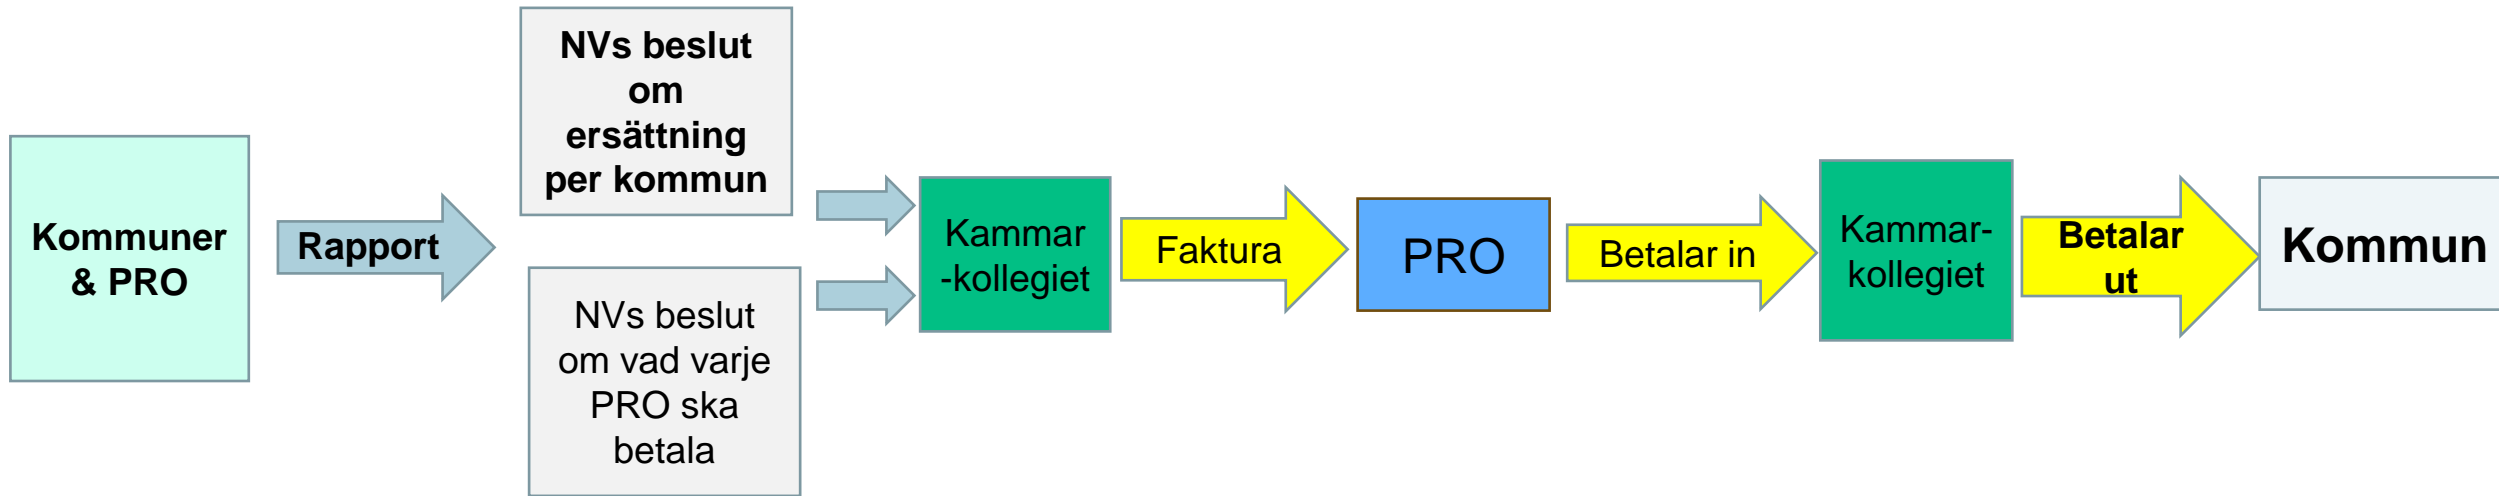 Kommuner
& PRO
Rapport
NVs beslut
om
ersättning
per kommun
NVs beslut
om vad varje
PRO ska
betala
Kammar
-kollegiet
Faktura
PRO
Betalar in
Kammar-
kollegiet
Betalar
ut
Kommun